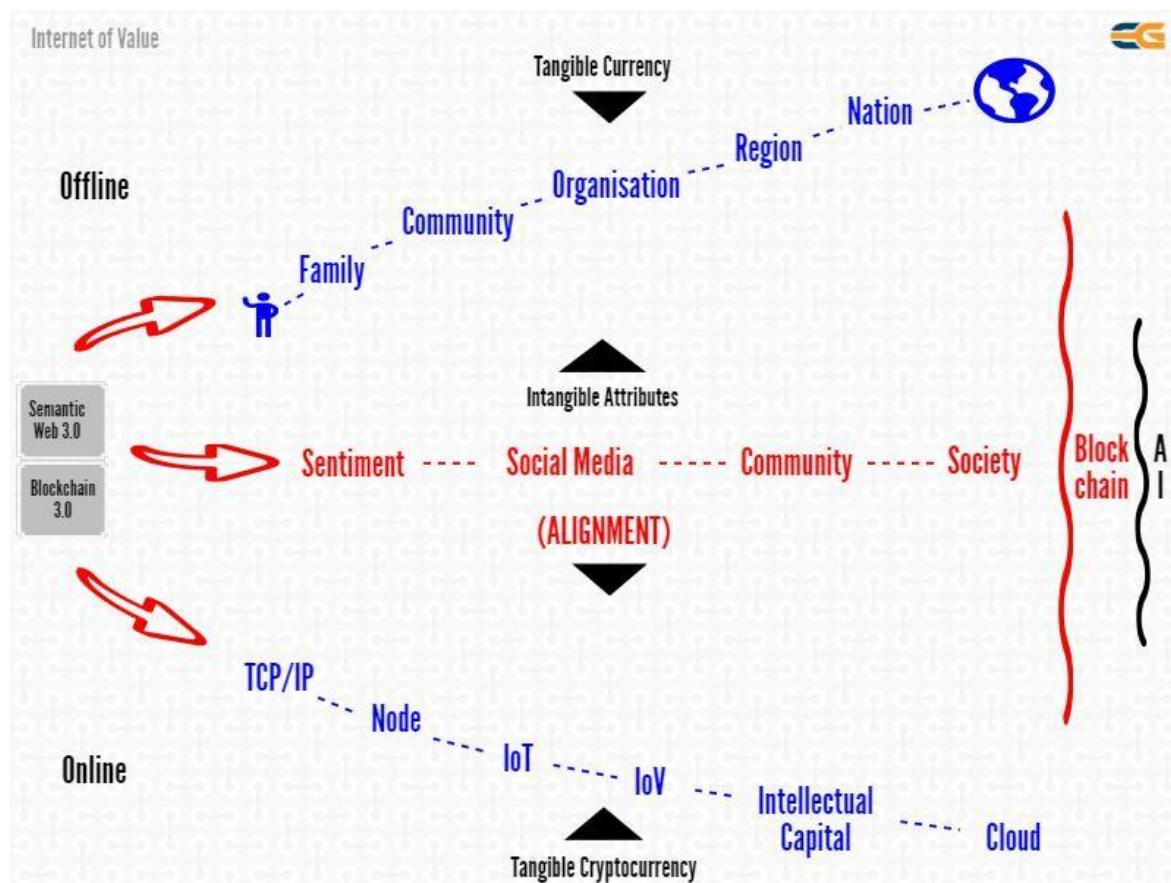 Internet of Value
Tangible Currency
Nation
Region
Offline
Organisation
Community
Family
Semantic
Web 3.0
Blockchain
3.0
Intangible Attributes
Sentiment
Social Media
Community
Society
(ALIGNMENT)
Block
chain
A
I
TCP/IP
Node
IoT
IoV
Intellectual
Capital
Cloud
Online
Tangible Cryptocurrency